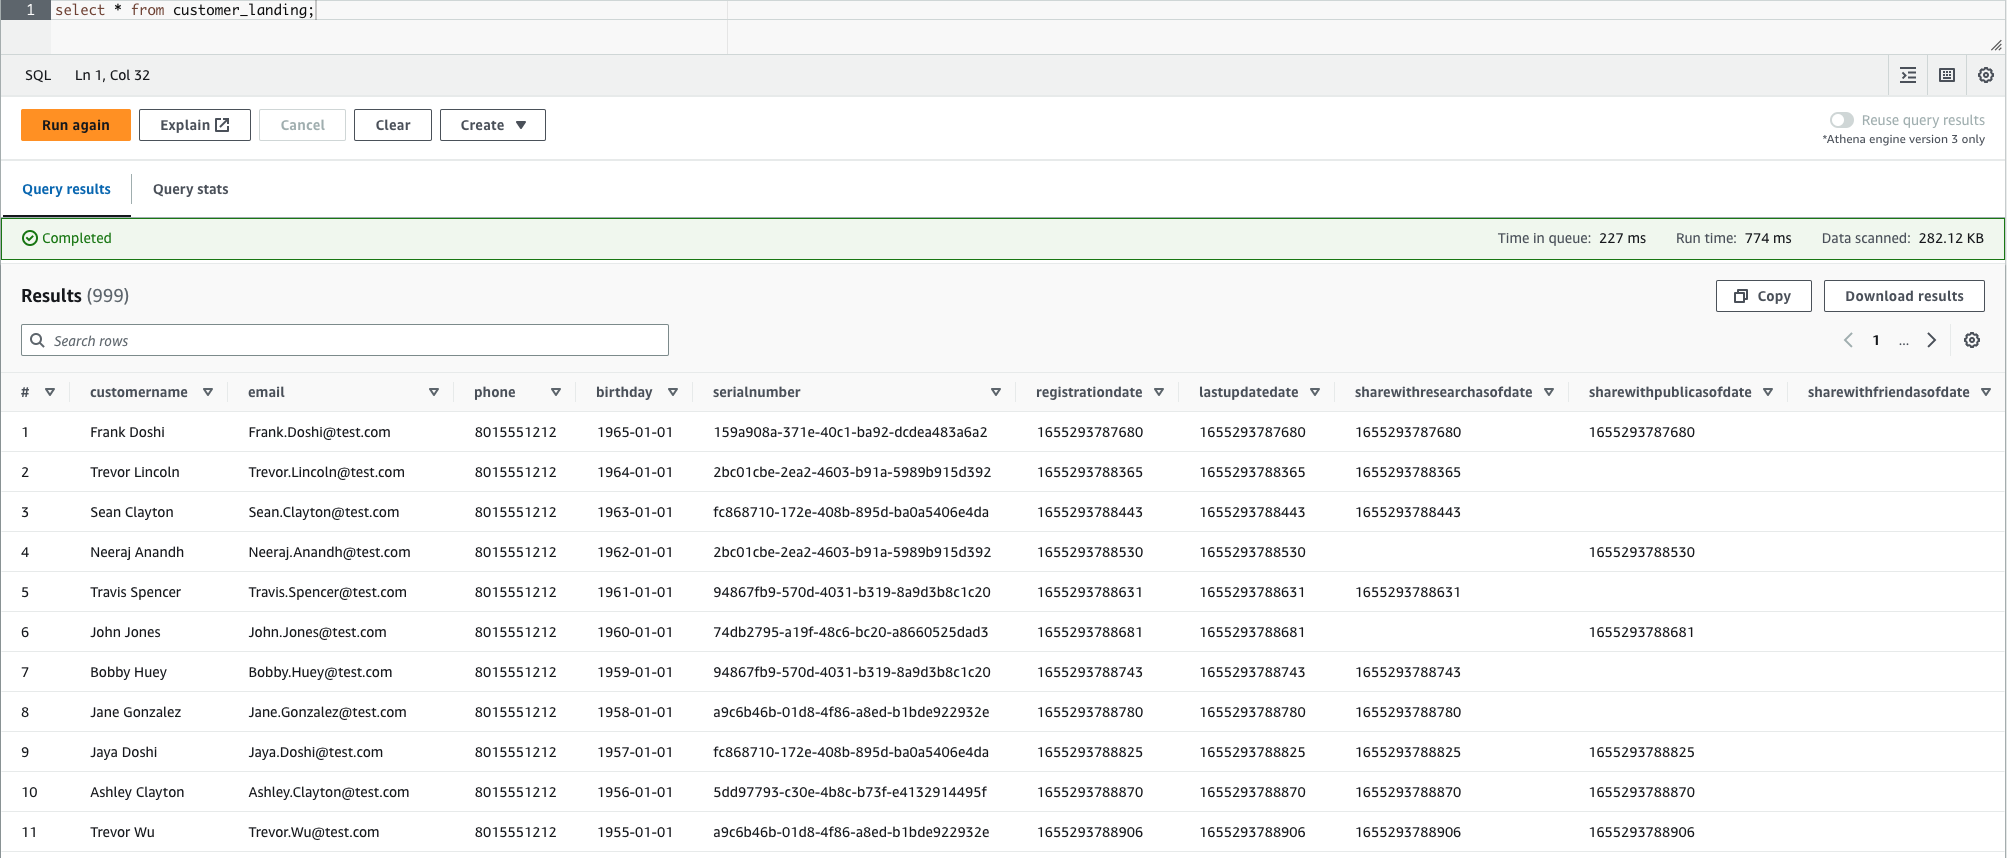 1 select * from customer_landing;
SQL Ln 1, Col 32
Run again Explain Cancel Clear Create Reuse query results
*Athena engine version 3 only
Query results Query stats
Completed Time in queue: 227 ms Run time: 774 ms Data scanned: 282.12 KB
Results (999) Copy Download results
Search rows 1 ...
# customername email phone birthday serialnumber registrationdate lastupdatedate sharewithresearchasofdate sharewithpublicasofdate sharewithfriendasofdate
1 Frank Doshi Frank.Doshi@test.com 8015551212 1965-01-01 159a908a-371e-40c1-ba92-dcdea483a6a2 1655293787680 1655293787680 1655293787680 1655293787680
2 Trevor Lincoln Trevor.Lincoln@test.com 8015551212 1964-01-01 2bc01cbe-2ea2-4603-b91a-5989b915d392 1655293788365 1655293788365 1655293788365
3 Sean Clayton Sean.Clayton@test.com 8015551212 1963-01-01 fc868710-172e-408b-895d-ba0a5406e4da 1655293788443 1655293788443 1655293788443
4 Neeraj Anandh Neeraj.Anandh@test.com 8015551212 1962-01-01 2bc01cbe-2ea2-4603-b91a-5989b915d392 1655293788530 1655293788530 1655293788530
5 Travis Spencer Travis.Spencer@test.com 8015551212 1961-01-01 94867fb9-570d-4031-b319-8a9d3b8c1c20 1655293788631 1655293788631 1655293788631
6 John Jones John.Jones@test.com 8015551212 1960-01-01 74db2795-a19f-48c6-bc20-a8660525dad3 1655293788681 1655293788681 1655293788681
7 Bobby Huey Bobby.Huey@test.com 8015551212 1959-01-01 94867fb9-570d-4031-b319-8a9d3b8c1c20 1655293788743 1655293788743 1655293788743
8 Jane Gonzalez Jane.Gonzalez@test.com 8015551212 1958-01-01 a9c6b46b-01d8-4f86-a8ed-b1bde922932e 1655293788780 1655293788780 1655293788780
9 Jaya Doshi Jaya.Doshi@test.com 8015551212 1957-01-01 fc868710-172e-408b-895d-ba0a5406e4da 1655293788825 1655293788825 1655293788825 1655293788825
10 Ashley Clayton Ashley.Clayton@test.com 8015551212 1956-01-01 5dd97793-c30e-4b8c-b73f-e4132914495f 1655293788870 1655293788870 1655293788870 1655293788870
11 Trevor Wu Trevor.Wu@test.com 8015551212 1955-01-01 a9c6b46b-01d8-4f86-a8ed-b1bde922932e 1655293788906 1655293788906 1655293788906 1655293788906